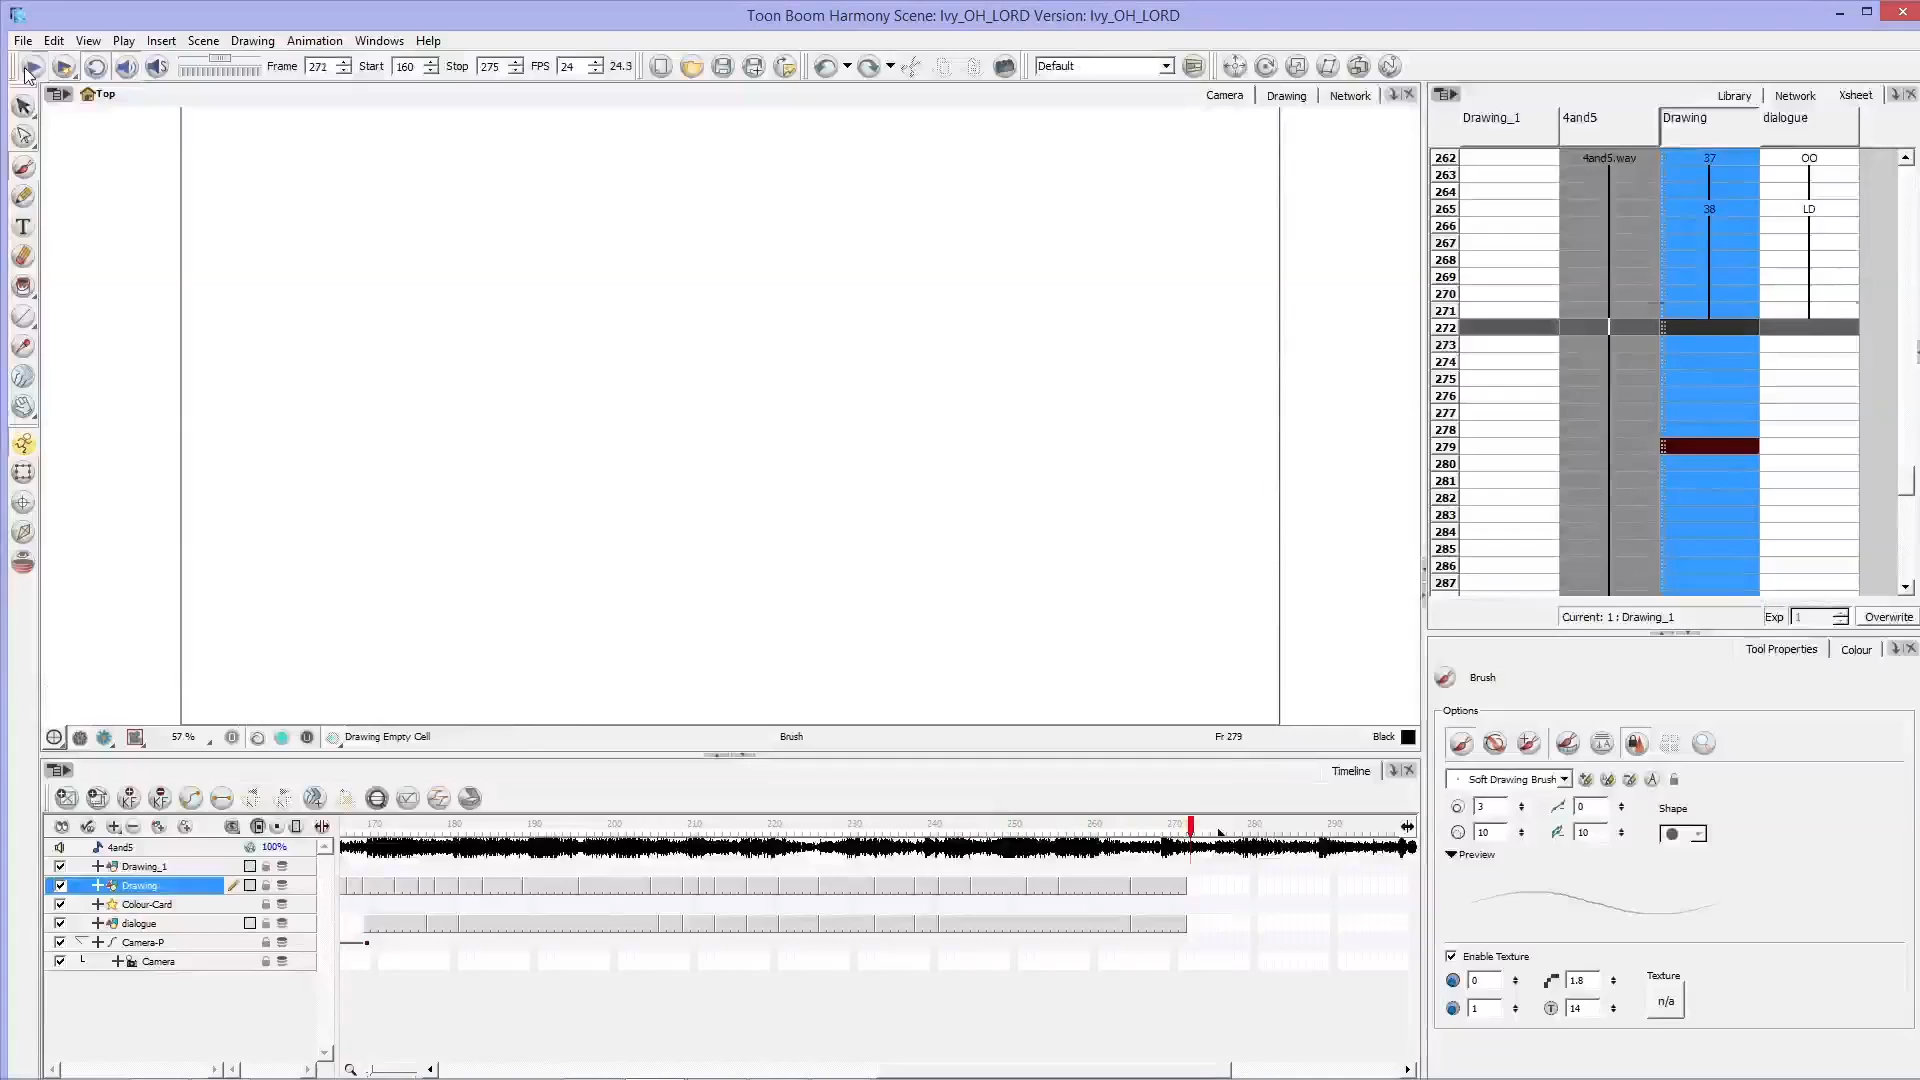 Toon Boom Harmony Scene: Ivy_OH_LORD Version: Ivy_OH_LORD
File Edit View Play Insert Scene Drawing Animation Windows Help
Frame 272 Start 160 Stop 275 FPS 24 24.3 Default
Top Camera Drawing Network
Library Network Xsheet
Drawing_1 4and5 Drawing dialogue
262 4and5.wav 37 OO
263
264
265 38 LD
266
267
268
269
270
271
272
273
274
275
276
277
278
279
280
281
282
283
284
285
286
287
Current: 1 : Drawing_1 Exp 1 Overwrite
Tool Properties Colour
Brush
Options
Soft Drawing Brush
3 0 Shape
10 10
Preview
Enable Texture
0 1.8 Texture
1 T 14 n/a
57 % Drawing Empty Cell Brush Fr 279 Black
Timeline
170 180 190 200 210 220 230 240 250 260 270 280 290
4and5 100%
Drawing_1
Drawing
Colour-Card
dialogue
Camera-P
Camera